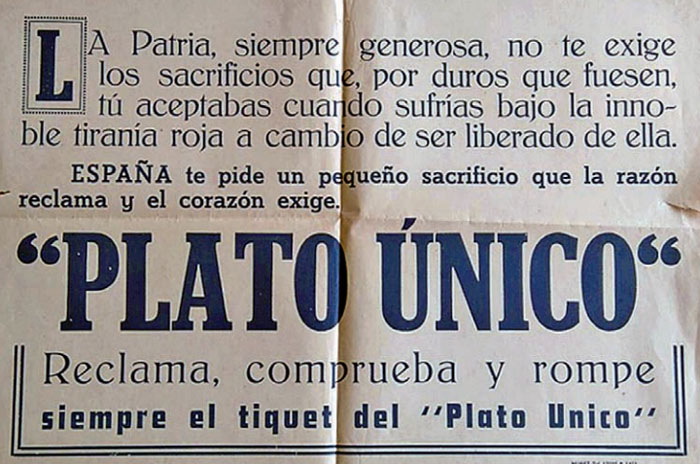 LA Patria, siempre generosa, no te exige
los sacrificios que, por duros que fuesen,
tú aceptabas cuando sufrías bajo la inno-
ble tiranía roja a cambio de ser liberado de ella.
ESPAÑA te pide un pequeño sacrificio que la razón
reclama y el corazón exige.
“PLATO ÚNICO“
Reclama, comprueba y rompe
siempre el tiquet del "Plato Unico"